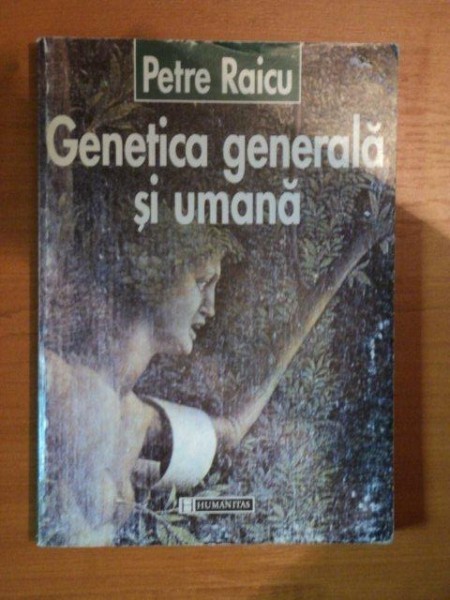 Petre Raicu
Genetica generală
și umană
HUMANITAS